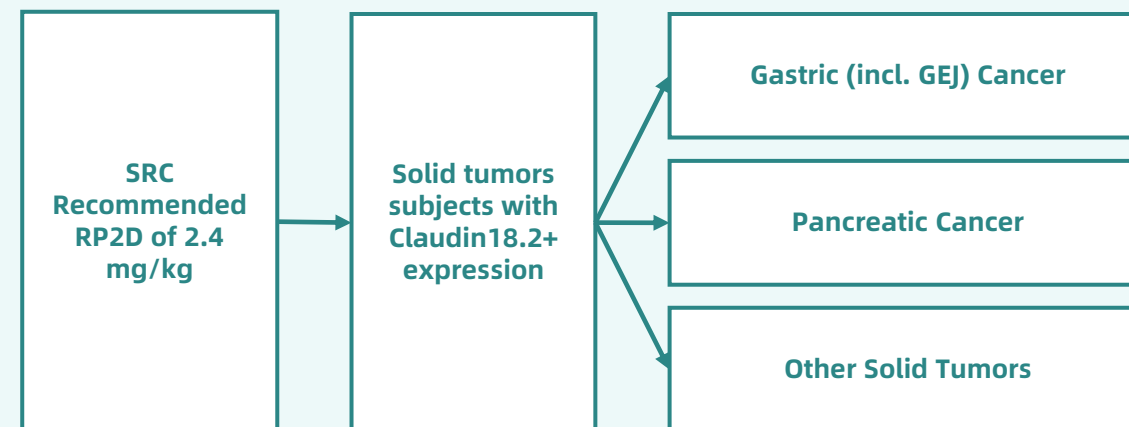 SRC
Recommended
RP2D of 2.4
mg/kg
Solid tumors
subjects with
Claudin18.2+
expression
Gastric (incl. GEJ) Cancer
Pancreatic Cancer
Other Solid Tumors